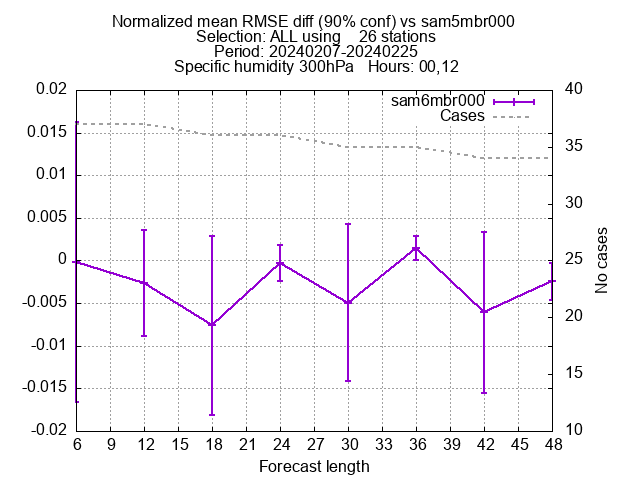 Normalized mean RMSE diff (90% conf) vs sam5mbr000
Selection: ALL using    26 stations
Period: 20240207-20240225
Specific humidity 300hPa   Hours: 00,12
sam6mbr000
Cases
0.02
0.015
0.01
0.005
0
-0.005
-0.01
-0.015
-0.02
40
35
30
25
20
15
10
No cases
6 9 12 15 18 21 24 27 30 33 36 39 42 45 48
Forecast length